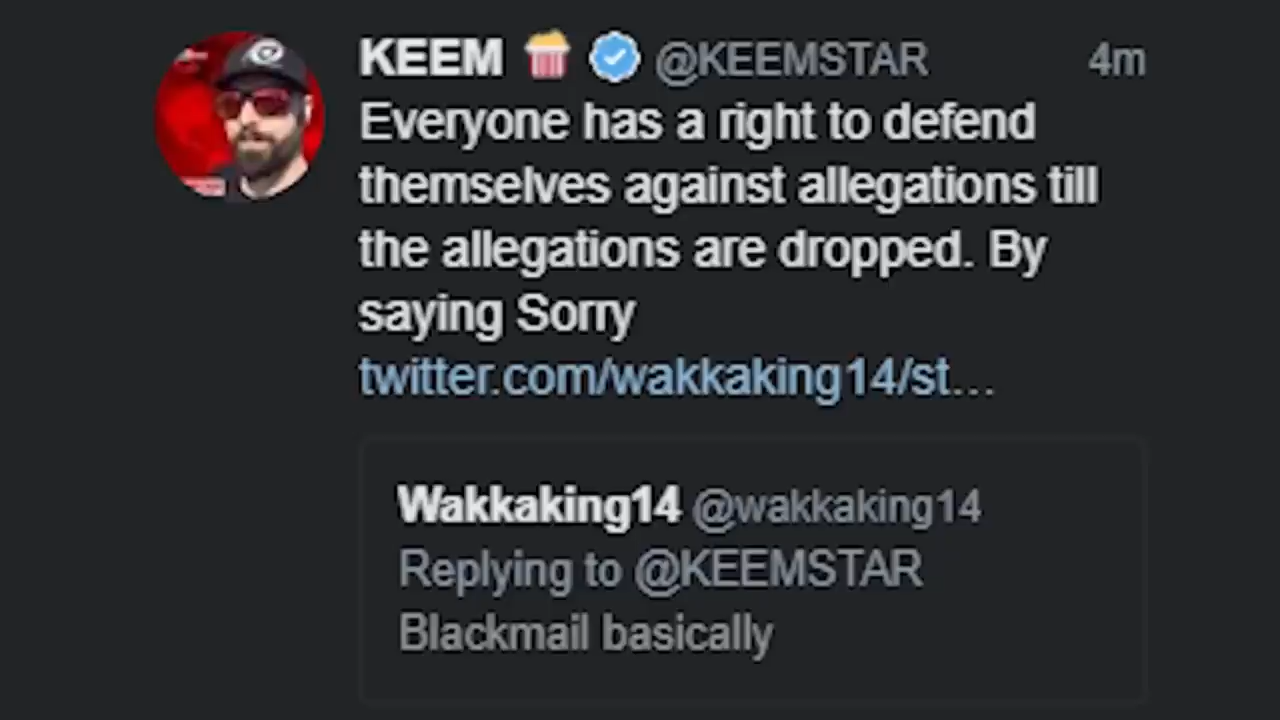 KEEM 🍿 @KEEMSTAR 4m
Everyone has a right to defend
themselves against allegations till
the allegations are dropped. By
saying Sorry
twitter.com/wakkaking14/st...
Wakkaking14 @wakkaking14
Replying to @KEEMSTAR
Blackmail basically